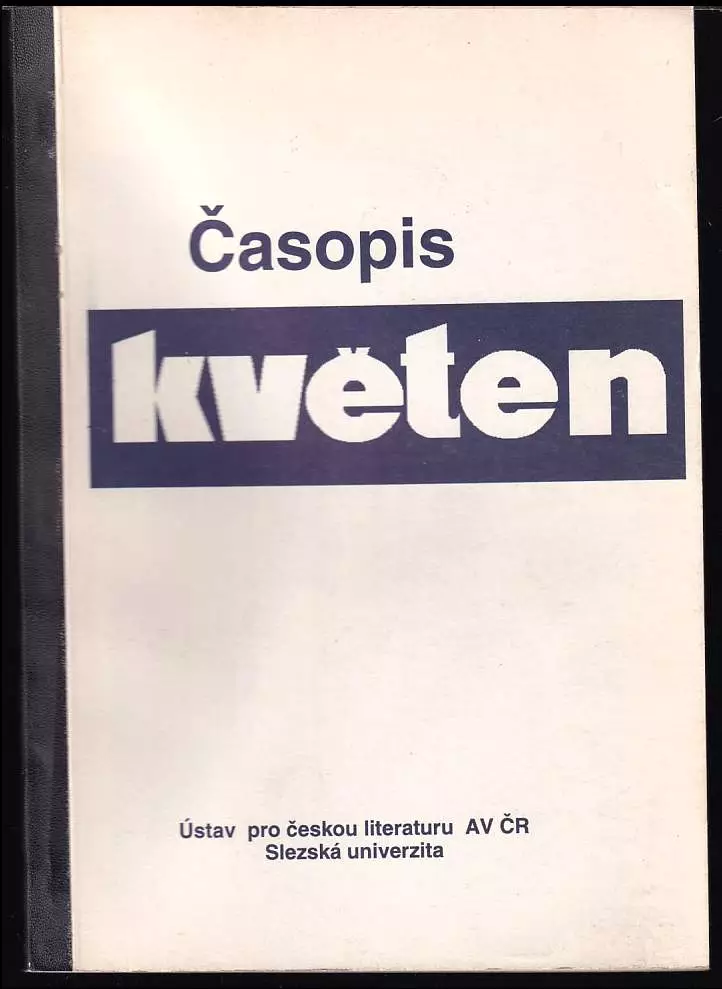 Časopis
květen
Ústav pro českou literaturu AV ČR
Slezská univerzita